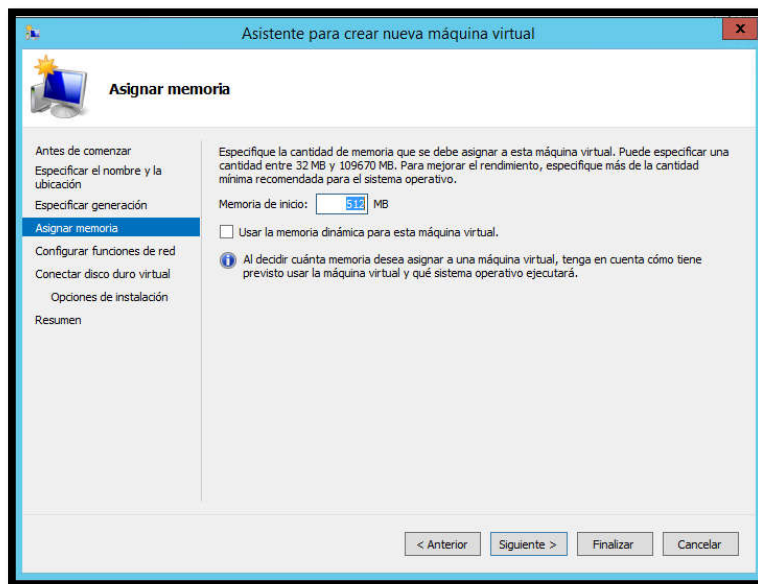 Asistente para crear nueva máquina virtual
x
Asignar memoria
Antes de comenzar
Especificar el nombre y la
ubicación
Especificar generación
Asignar memoria
Configurar funciones de red
Conectar disco duro virtual
Opciones de instalación
Resumen
Especifique la cantidad de memoria que se debe asignar a esta máquina virtual. Puede especificar una
cantidad entre 32 MB y 109670 MB. Para mejorar el rendimiento, especifique más de la cantidad
mínima recomendada para el sistema operativo.
Memoria de inicio: 512 MB
Usar la memoria dinámica para esta máquina virtual.
Al decidir cuánta memoria desea asignar a una máquina virtual, tenga en cuenta cómo tiene
previsto usar la máquina virtual y qué sistema operativo ejecutará.
< Anterior Siguiente > Finalizar Cancelar